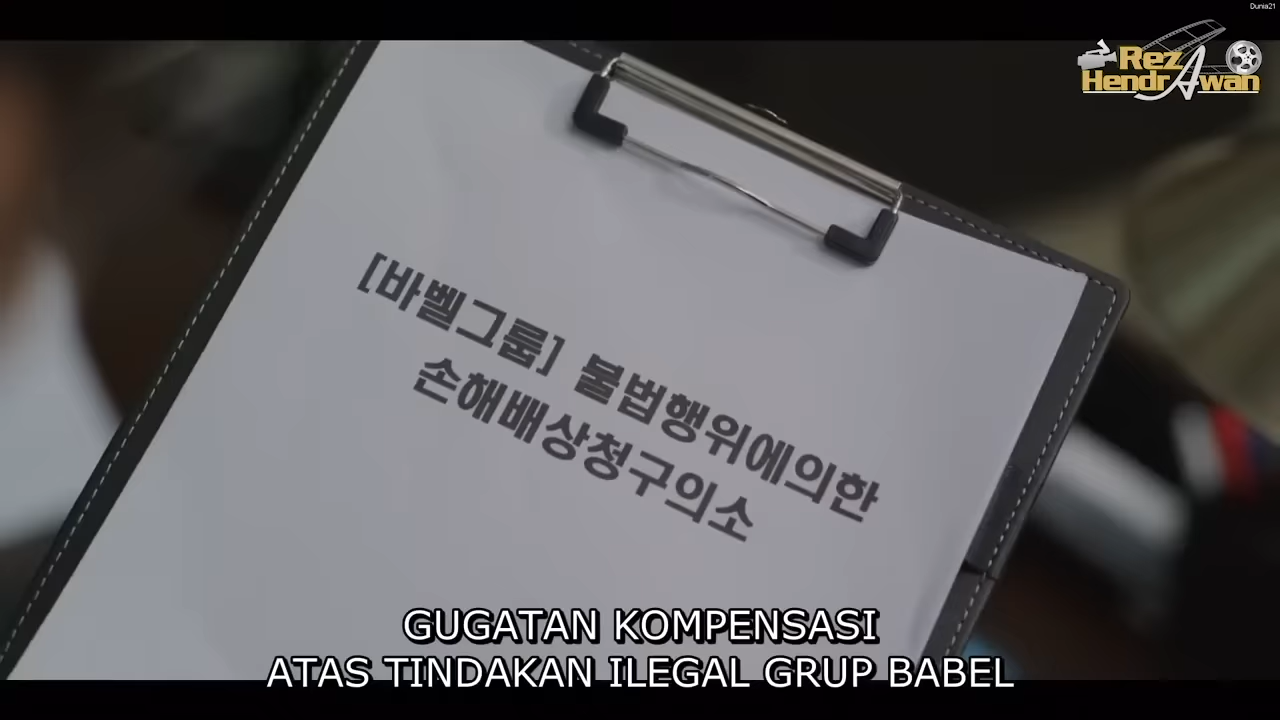 Dunia21
Rez
HendrAwan
[바벨그룹] 불법행위에의한
손해배상청구의소
GUGATAN KOMPENSASI
ATAS TINDAKAN ILEGAL GRUP BABEL